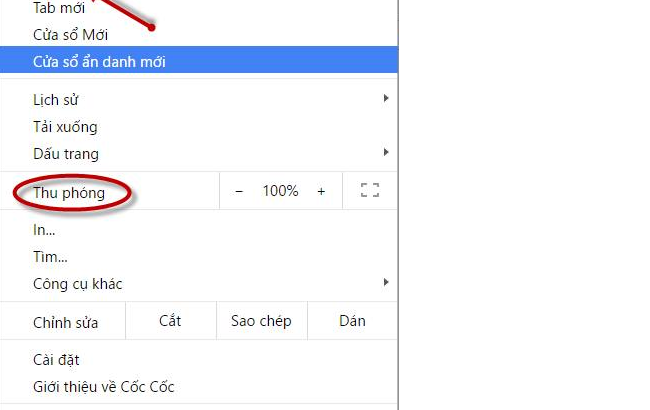 Tab mới
Cửa sổ Mới
Cửa sổ ẩn danh mới
Lịch sử
Tải xuống
Dấu trang
Thu phóng − 100% +
In...
Tìm...
Công cụ khác
Chỉnh sửa Cắt Sao chép Dán
Cài đặt
Giới thiệu về Cốc Cốc